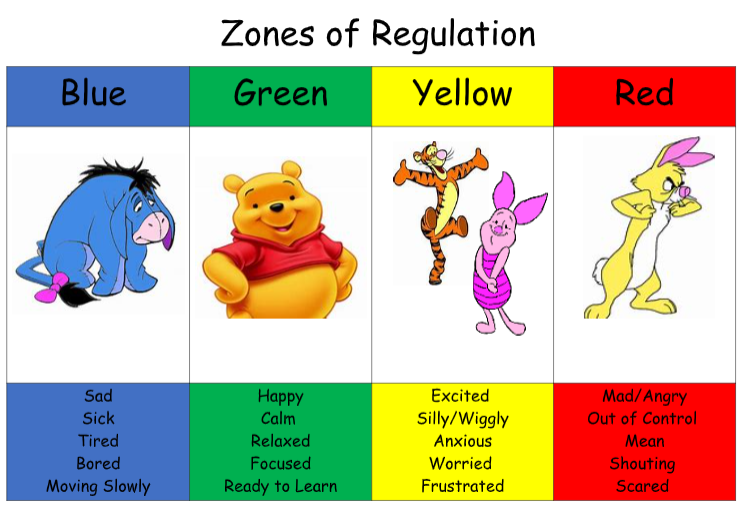 Zones of Regulation
Blue
Green
Yellow
Red
Sad
Sick
Tired
Bored
Moving Slowly
Happy
Calm
Relaxed
Focused
Ready to Learn
Excited
Silly/Wiggly
Anxious
Worried
Frustrated
Mad/Angry
Out of Control
Mean
Shouting
Scared